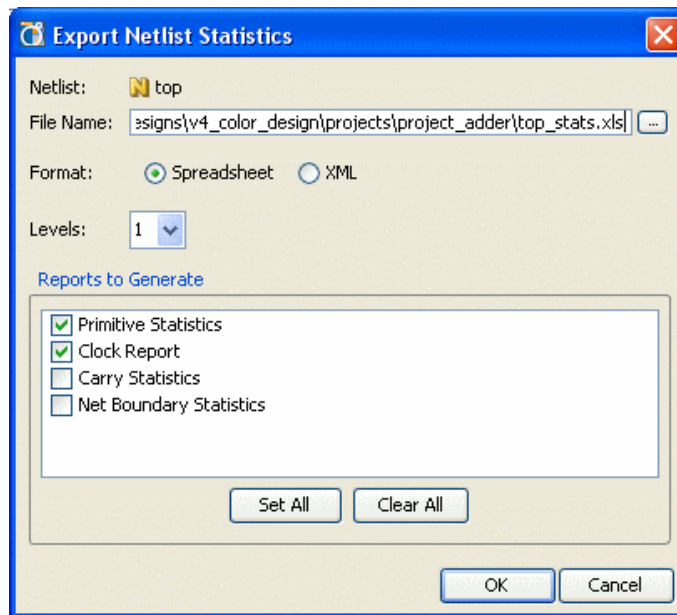 Export Netlist Statistics
Netlist: N top
File Name: esigns\v4_color_design\projects\project_adder\top_stats.xls ...
Format: Spreadsheet XML
Levels: 1
Reports to Generate
Primitive Statistics
Clock Report
Carry Statistics
Net Boundary Statistics
Set All Clear All
OK Cancel